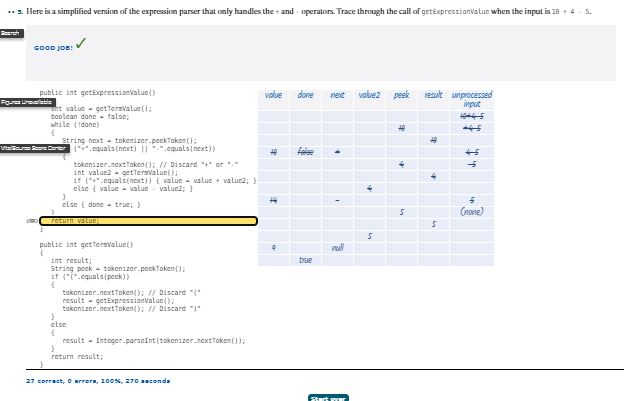 •• 3. Here is a simplified version of the expression parser that only handles the + and - operators. Trace through the call of getExpressionValue when the input is 10 + 4 - 5.
Search
GOOD JOB!
Figures Unavailable
VitalSource Score Center
public int getExpressionValue()
int value = getTermValue();
boolean done = false;
while (!done)
{
String next = tokenizer.peekToken();
("+".equals(next) || "-".equals(next))
{
tokenizer.nextToken(); // Discard "+" or "-"
int value2 = getTermValue();
if ("+".equals(next)) { value = value + value2; }
else { value = value - value2; }
}
else { done = true; }
}
return value;
}
public int getTermValue()
{
int result;
String peek = tokenizer.peekToken();
if ("(".equals(peek))
{
tokenizer.nextToken(); // Discard "("
result = getExpressionValue();
tokenizer.nextToken(); // Discard ")"
}
else
{
result = Integer.parseInt(tokenizer.nextToken());
}
return result;
}
value done next value2 peek result unprocessed input
10+4-5
10 +4-5
10
10 false + 4-5
4 -5
4
4
14 - 5
5 (none)
5
5
9 null
true
27 correct, 0 errors, 100%, 270 seconds
Start over